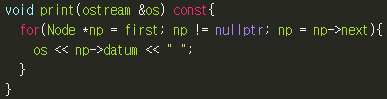 void print(ostream &os) const{
  for(Node *np = first; np != nullptr; np = np->next){
    os << np->datum << " ";
  }
}